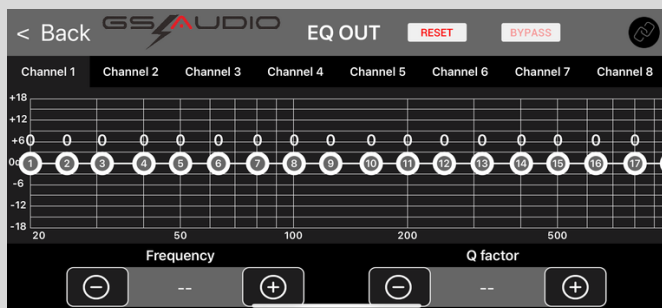 < Back GS AUDIO EQ OUT RESET BYPASS
Channel 1 Channel 2 Channel 3 Channel 4 Channel 5 Channel 6 Channel 7 Channel 8
+18
+12
+6 0 0 0 0 0 0 0 0 0 0 0 0 0 0 0 0 0
0d 1 2 3 4 5 6 7 8 9 10 11 12 13 14 15 16 17
-6
-12
-18
20 50 100 200 500
Frequency Q factor
− -- + − -- +